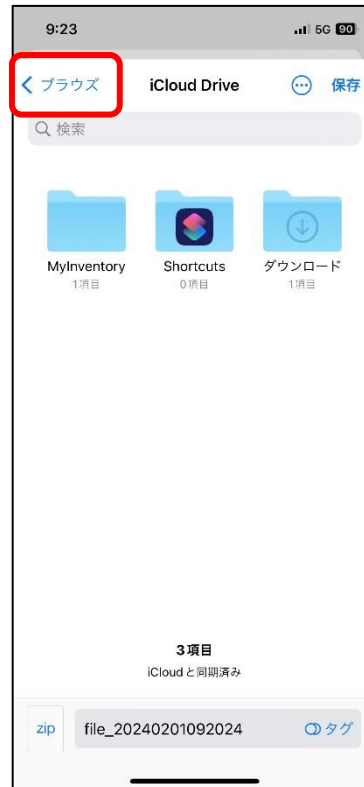 9:23 5G 90
ブラウズ iCloud Drive 保存
検索
MyInventory Shortcuts ダウンロード
1項目 0項目 1項目
3項目
iCloudと同期済み
zip file_20240201092024 タグ